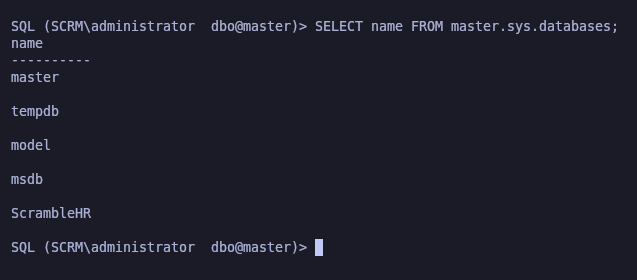 SQL (SCRM\administrator  dbo@master)> SELECT name FROM master.sys.databases;
name
----------
master
tempdb
model
msdb
ScrambleHR
SQL (SCRM\administrator  dbo@master)>